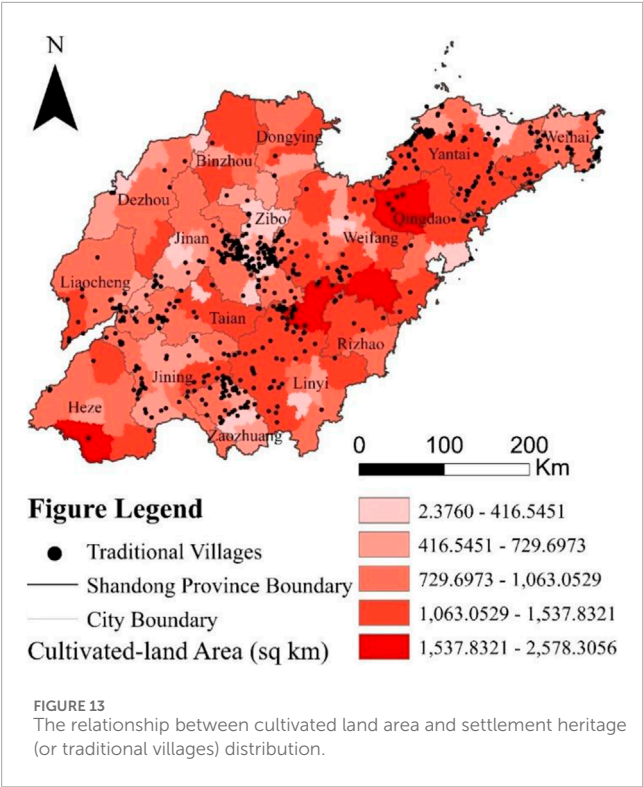 N
Dongying
Binzhou
Yantai
Weihai
Dezhou
Zibo
Qingdao
Jinan
Weifang
Liaocheng
Taian
Rizhao
Jining
Linyi
Heze
Zaozhuang
0 100 200
Km
Figure Legend
Traditional Villages
Shandong Province Boundary
City Boundary
Cultivated-land Area (sq km)
2.3760 - 416.5451
416.5451 - 729.6973
729.6973 - 1,063.0529
1,063.0529 - 1,537.8321
1,537.8321 - 2,578.3056
FIGURE 13
The relationship between cultivated land area and settlement heritage
(or traditional villages) distribution.